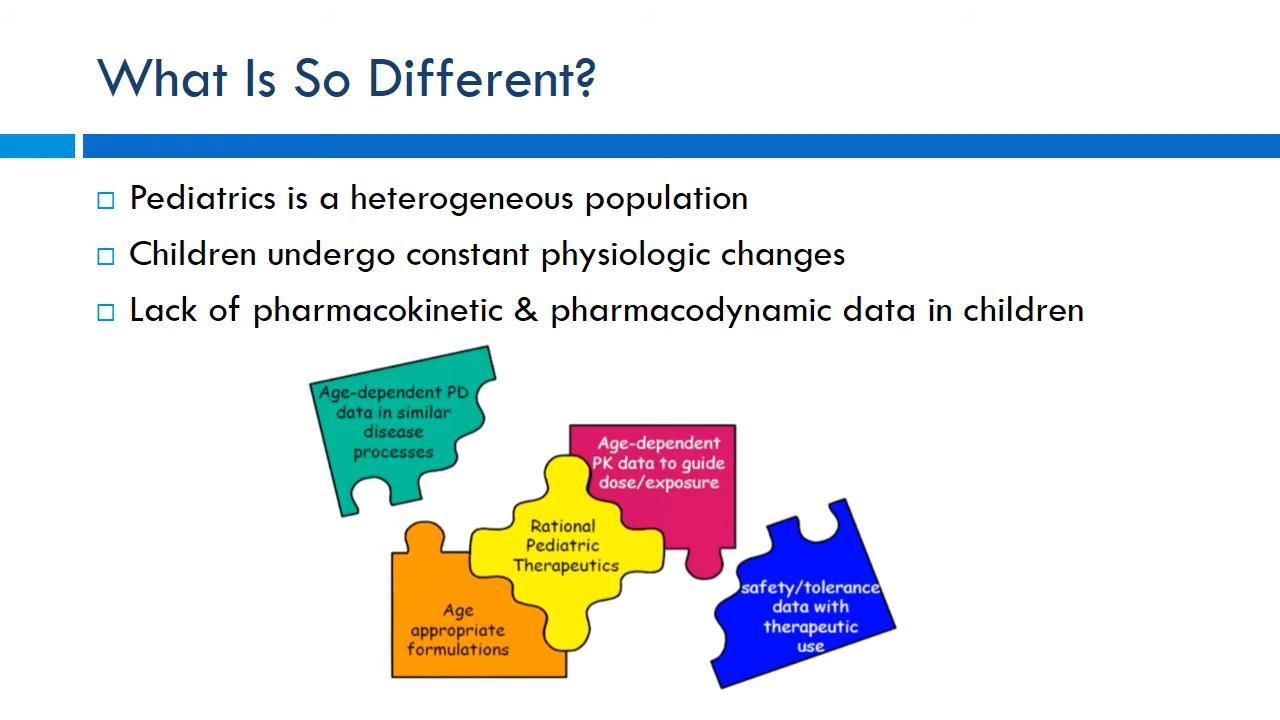 What Is So Different?
Pediatrics is a heterogeneous population
Children undergo constant physiologic changes
Lack of pharmacokinetic & pharmacodynamic data in children
Age-dependent PD
data in similar
disease
processes
Age-dependent
PK data to guide
dose/exposure
Rational
Pediatric
Therapeutics
Age
appropriate
formulations
safety/tolerance
data with
therapeutic
use